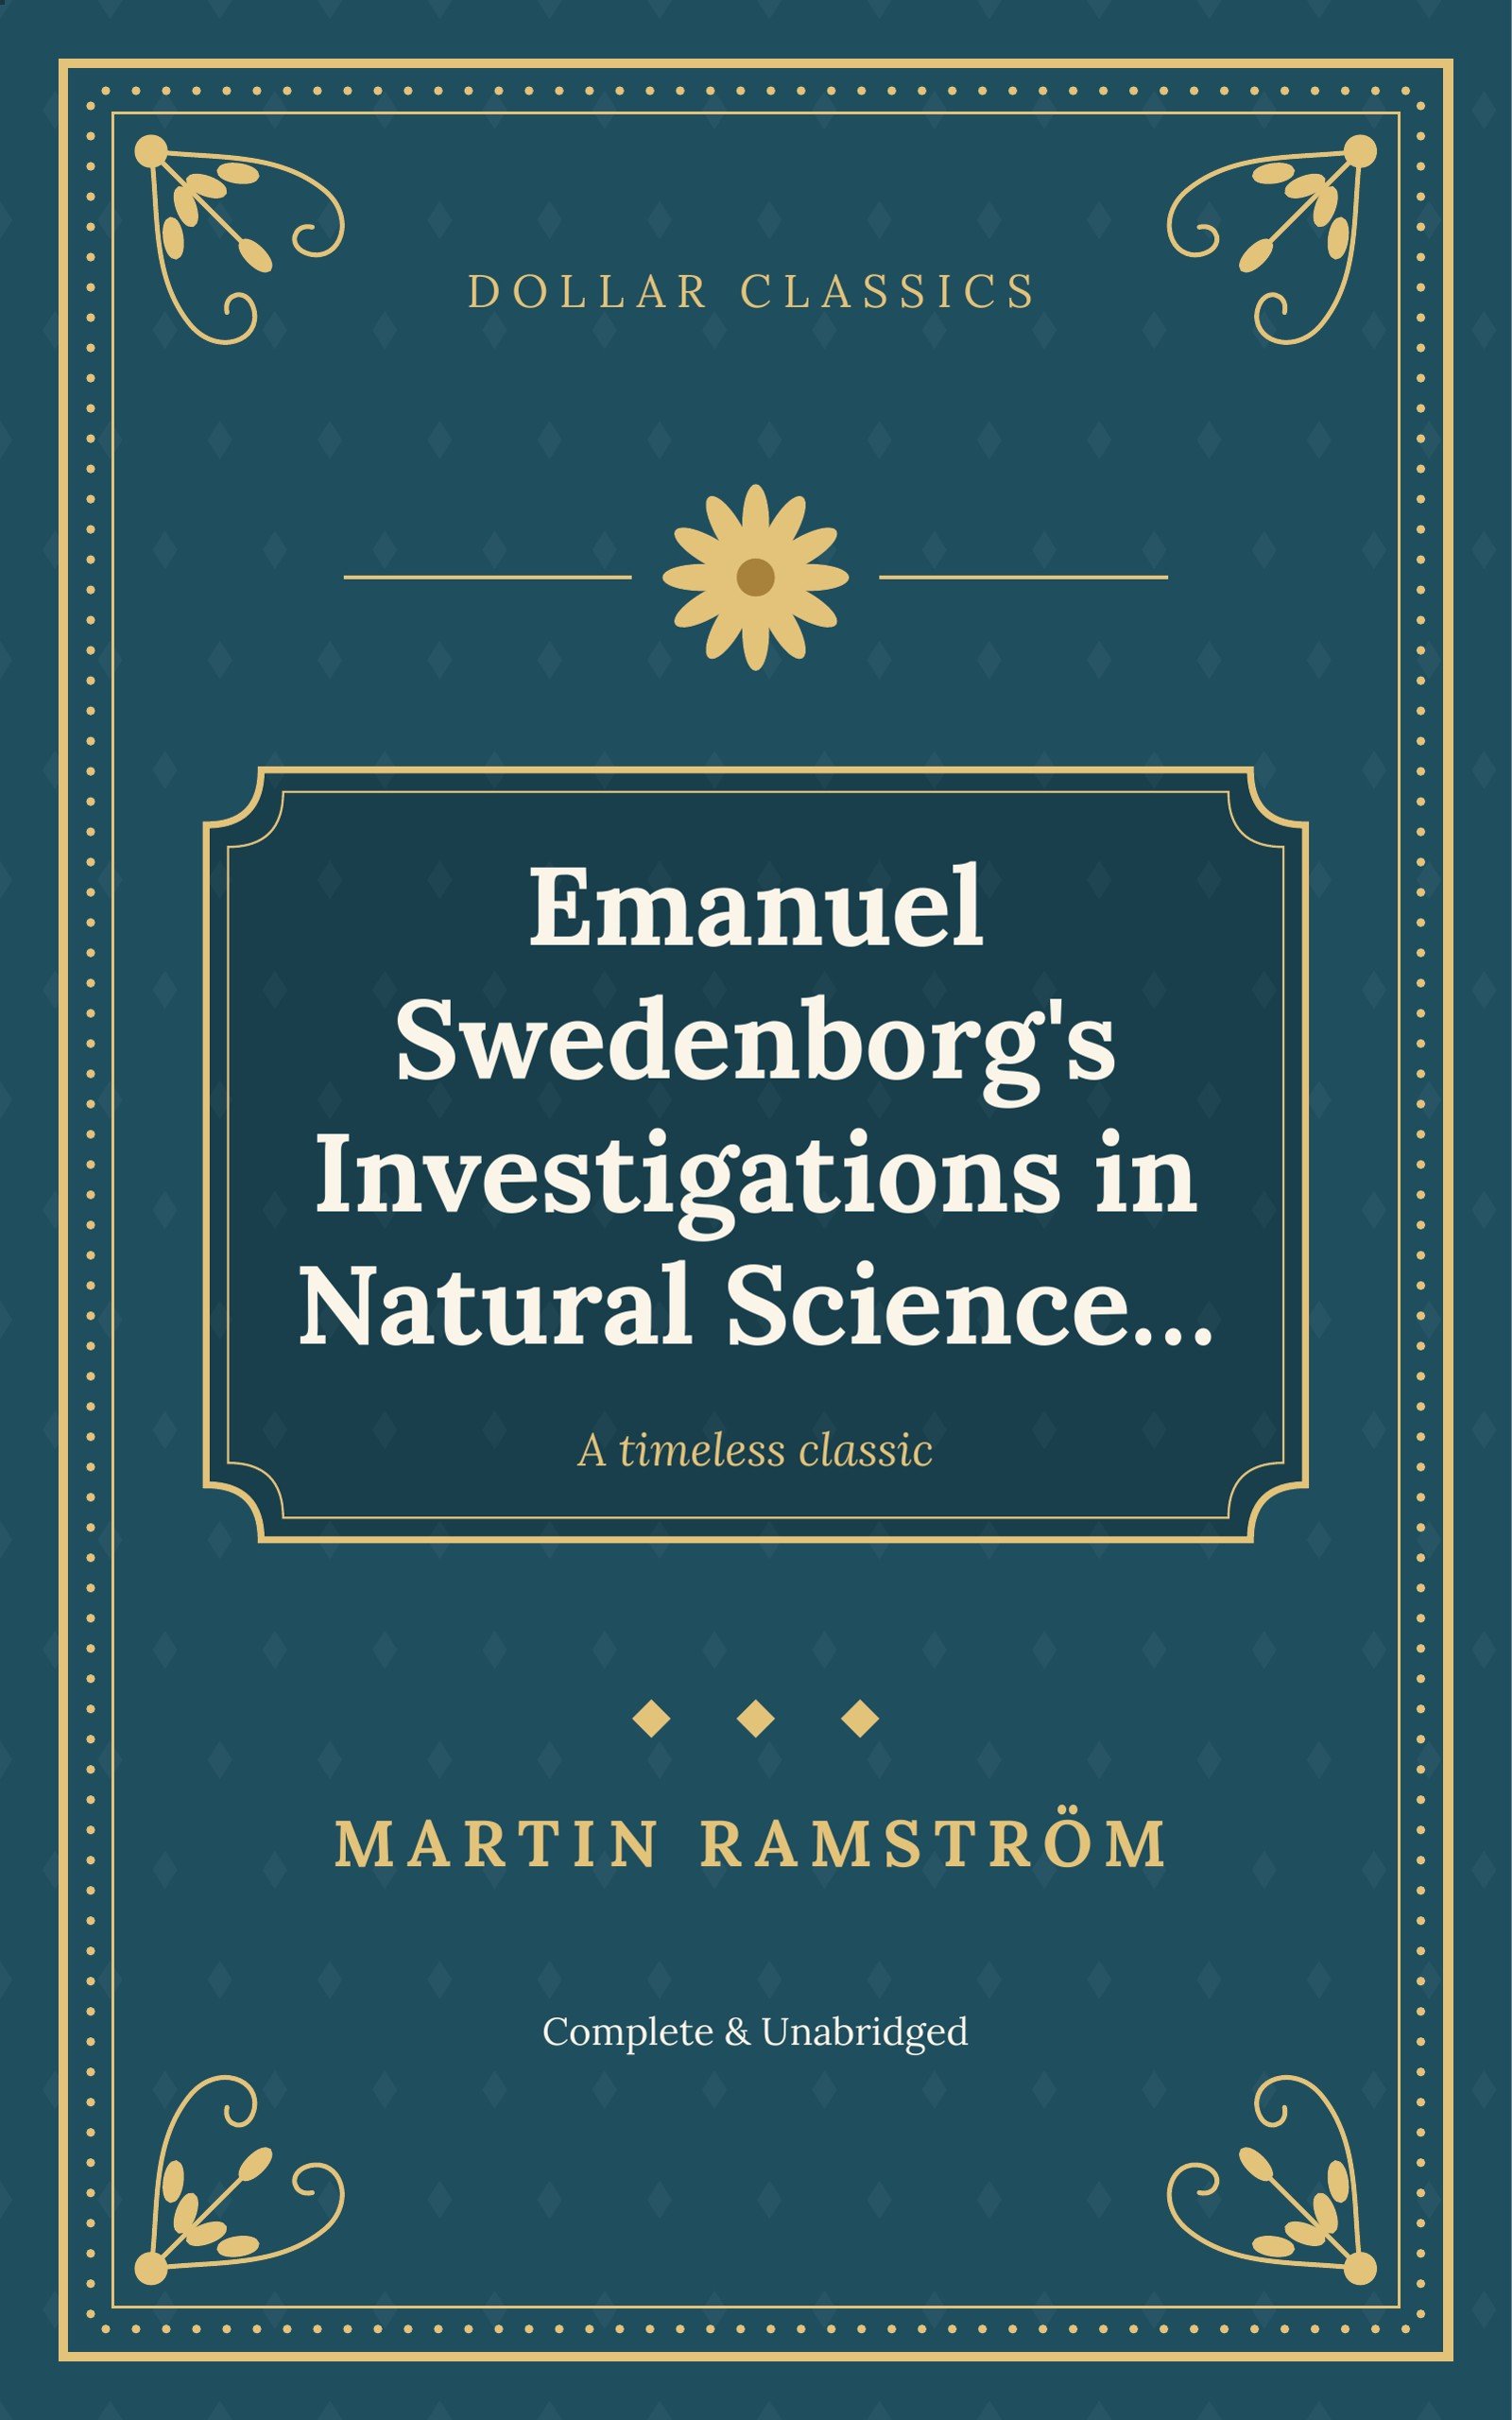 DOLLAR CLASSICS
Emanuel
Swedenborg's
Investigations in
Natural Science...
A timeless classic
MARTIN RAMSTRÖM
Complete & Unabridged